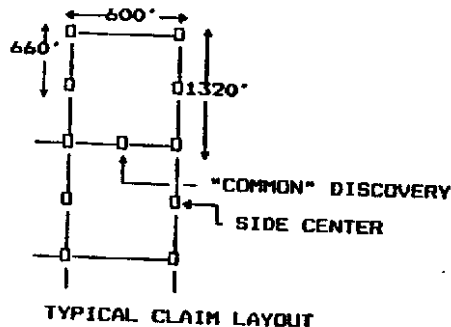 600'
660'
1320'
"COMMON" DISCOVERY
SIDE CENTER
TYPICAL CLAIM LAYOUT